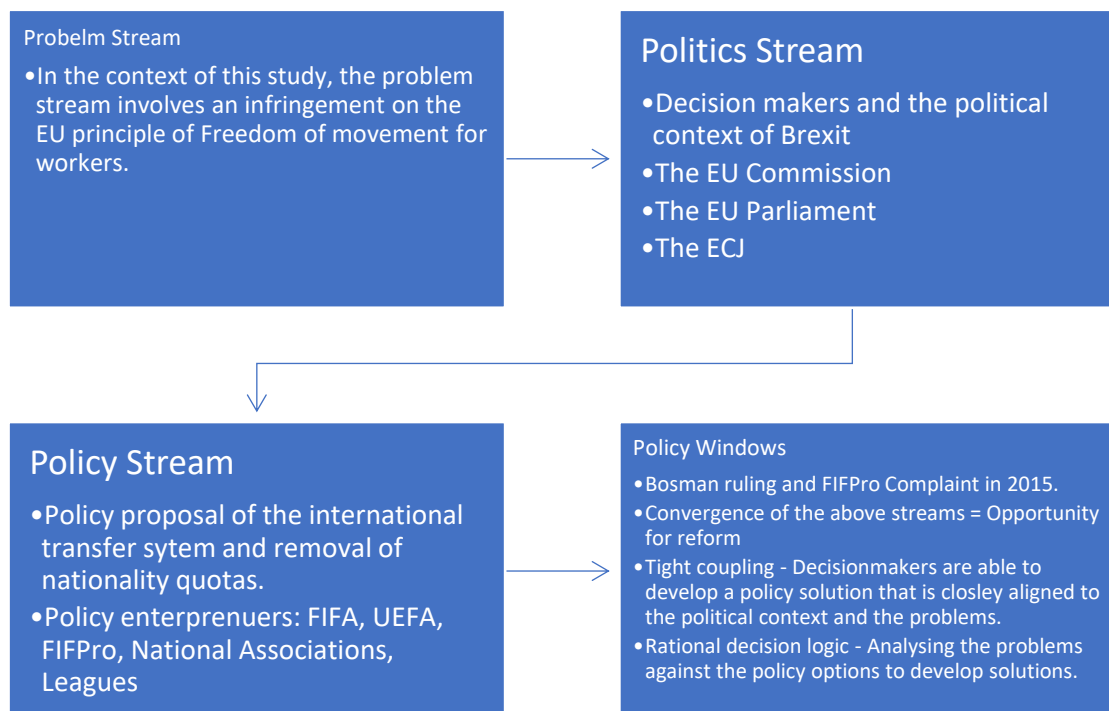 Probelm Stream
•In the context of this study, the problem
stream involves an infringement on the
EU principle of Freedom of movement for
workers.
Politics Stream
•Decision makers and the political
context of Brexit
•The EU Commission
•The EU Parliament
•The ECJ
Policy Stream
•Policy proposal of the international
transfer sytem and removal of
nationality quotas.
•Policy enterprenuers: FIFA, UEFA,
FIFPro, National Associations,
Leagues
Policy Windows
•Bosman ruling and FIFPro Complaint in 2015.
•Convergence of the above streams = Opportunity
for reform
•Tight coupling - Decisionmakers are able to
develop a policy solution that is closley aligned to
the political context and the problems.
•Rational decision logic - Analysing the problems
against the policy options to develop solutions.